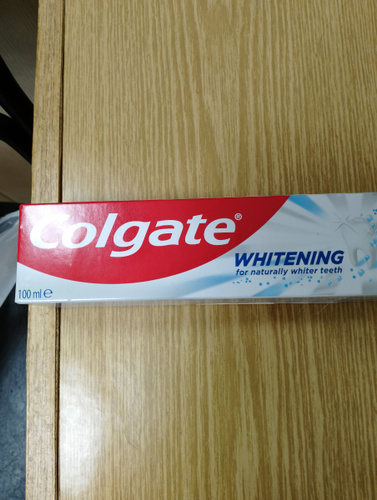 Colgate®
WHITENING
for naturally whiter teeth
100 ml ℮